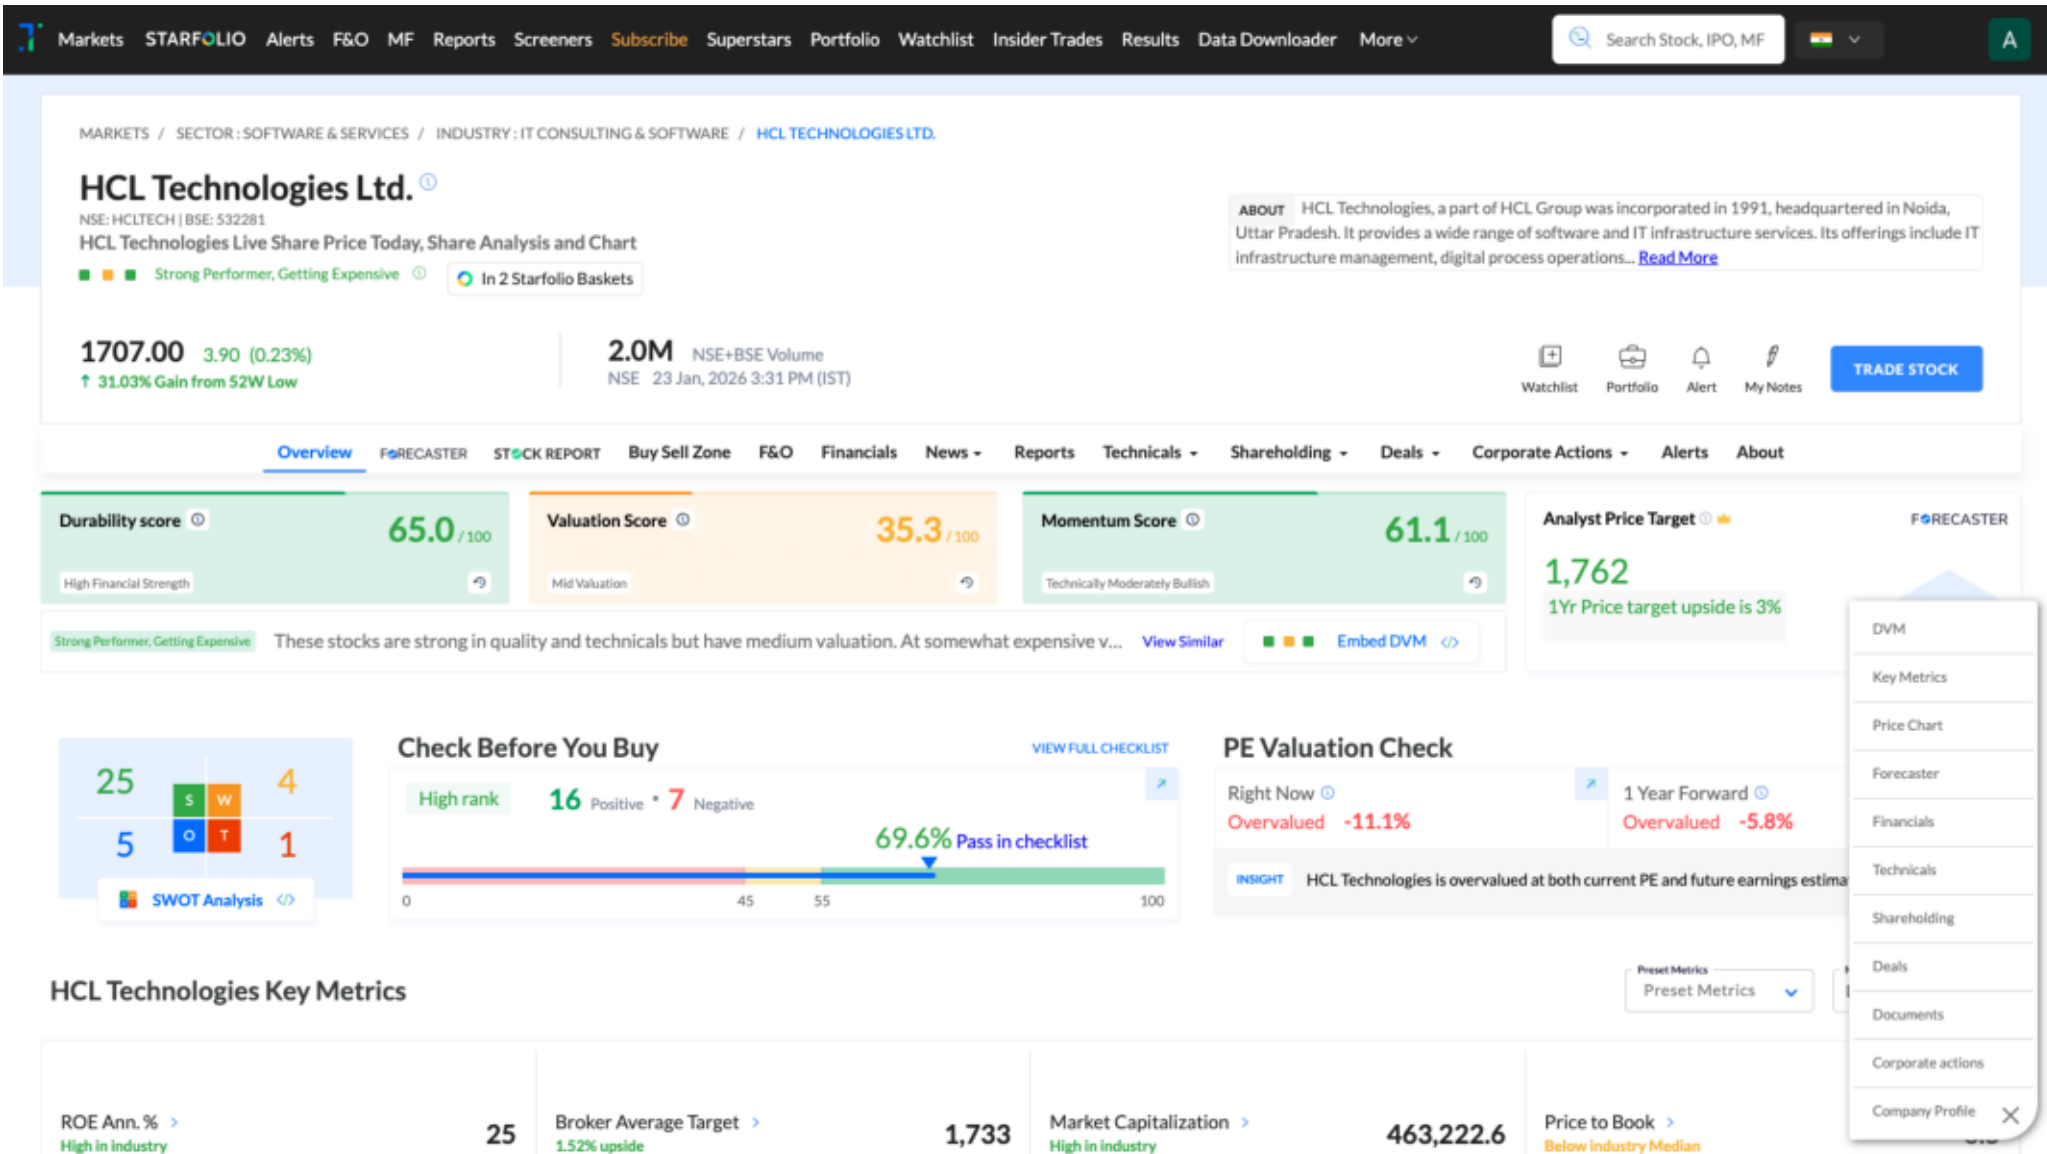 Markets STARFOLIO Alerts F&O MF Reports Screeners Subscribe Superstars Portfolio Watchlist Insider Trades Results Data Downloader More Search Stock, IPO, MF A
MARKETS / SECTOR : SOFTWARE & SERVICES / INDUSTRY : IT CONSULTING & SOFTWARE / HCL TECHNOLOGIES LTD.
HCL Technologies Ltd.
NSE: HCLTECH | BSE: 532281
HCL Technologies Live Share Price Today, Share Analysis and Chart
Strong Performer, Getting Expensive In 2 Starfolio Baskets
ABOUT HCL Technologies, a part of HCL Group was incorporated in 1991, headquartered in Noida,
Uttar Pradesh. It provides a wide range of software and IT infrastructure services. Its offerings include IT
infrastructure management, digital process operations... Read More
1707.00 3.90 (0.23%)
31.03% Gain from 52W Low
2.0M NSE+BSE Volume
NSE 23 Jan, 2026 3:31 PM (IST)
Watchlist Portfolio Alert My Notes TRADE STOCK
Overview FORECASTER STOCK REPORT Buy Sell Zone F&O Financials News Reports Technicals Shareholding Deals Corporate Actions Alerts About
Durability score 65.0 / 100
High Financial Strength
Valuation Score 35.3 / 100
Mid Valuation
Momentum Score 61.1 / 100
Technically Moderately Bullish
Analyst Price Target FORECASTER
1,762
1Yr Price target upside is 3%
Strong Performer, Getting Expensive These stocks are strong in quality and technicals but have medium valuation. At somewhat expensive v... View Similar Embed DVM </>
25 S W 4
5 O T 1
SWOT Analysis </>
Check Before You Buy VIEW FULL CHECKLIST
High rank 16 Positive • 7 Negative
69.6% Pass in checklist
0 45 55 100
PE Valuation Check
Right Now
Overvalued -11.1%
1 Year Forward
Overvalued -5.8%
INSIGHT HCL Technologies is overvalued at both current PE and future earnings estima
HCL Technologies Key Metrics
Preset Metrics
Preset Metrics
ROE Ann. % 25
High in industry
Broker Average Target 1,733
1.52% upside
Market Capitalization 463,222.6
High in industry
Price to Book
Below industry Median
DVM
Key Metrics
Price Chart
Forecaster
Financials
Technicals
Shareholding
Deals
Documents
Corporate actions
Company Profile